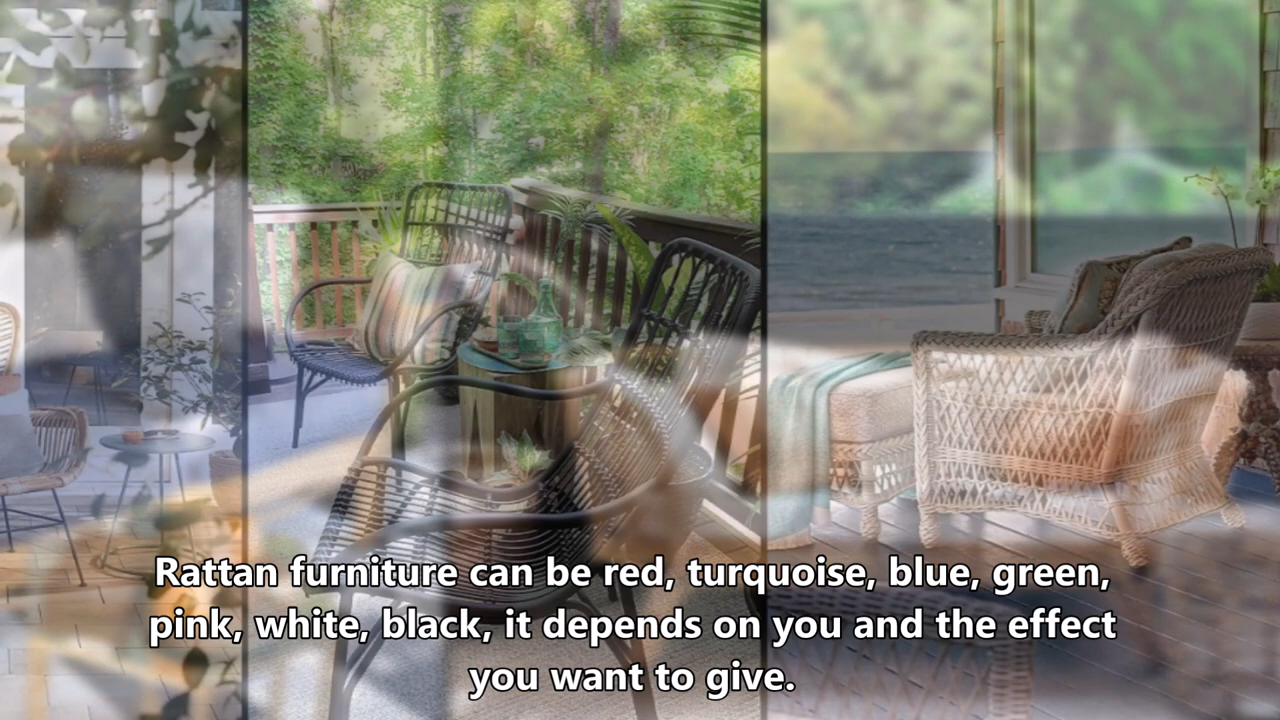 Rattan furniture can be red, turquoise, blue, green,
pink, white, black, it depends on you and the effect
you want to give.